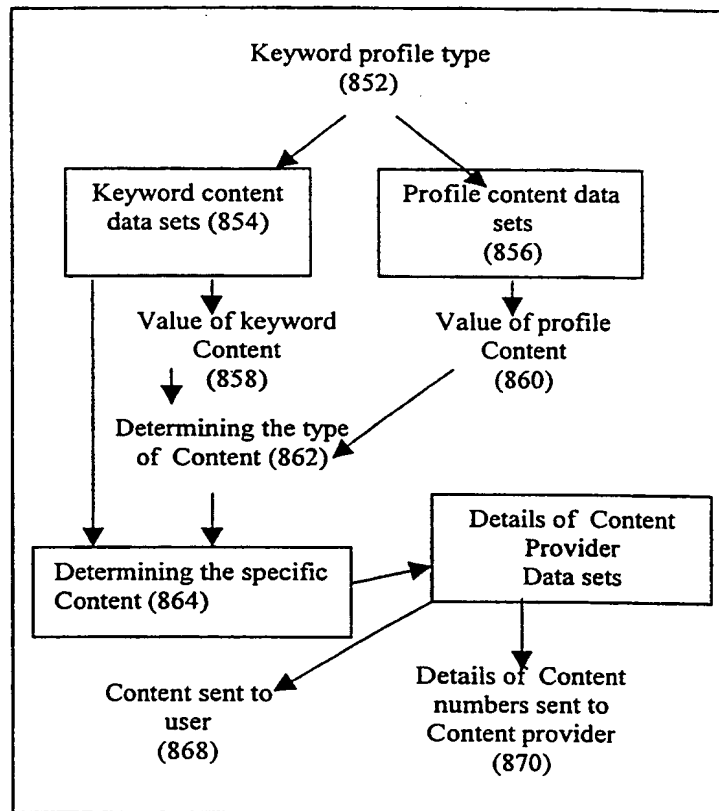 Keyword profile type
(852)
Keyword content
data sets (854)
Profile content data
sets
(856)
Value of keyword
Content
(858)
Value of profile
Content
(860)
Determining the type
of Content (862)
Determining the specific
Content (864)
Details of Content
Provider
Data sets
Content sent to
user
(868)
Details of Content
numbers sent to
Content provider
(870)